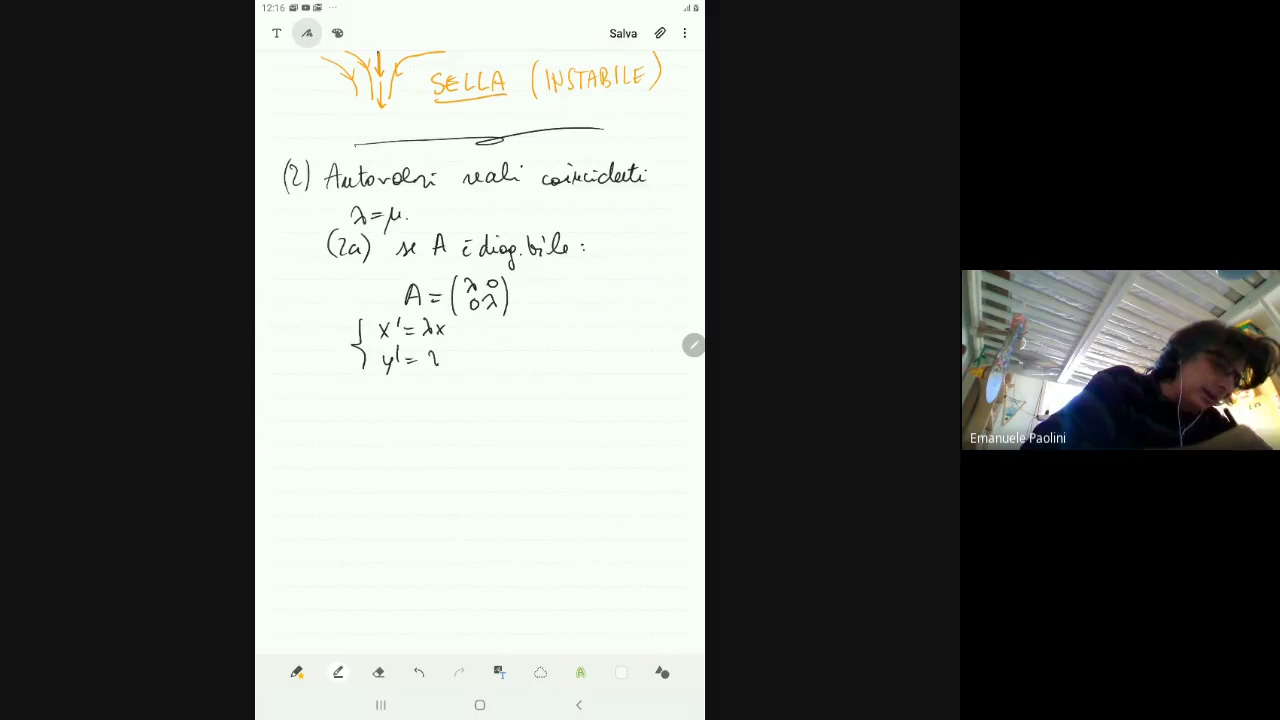 12:16
T
Salva
SELLA (INSTABILE)
(2) Autovalori reali coincidenti
λ=μ.
(2a) se A è diag.bile:
A = (λ 0
0 λ)
{ x' = λx
y' = λ
Emanuele Paolini